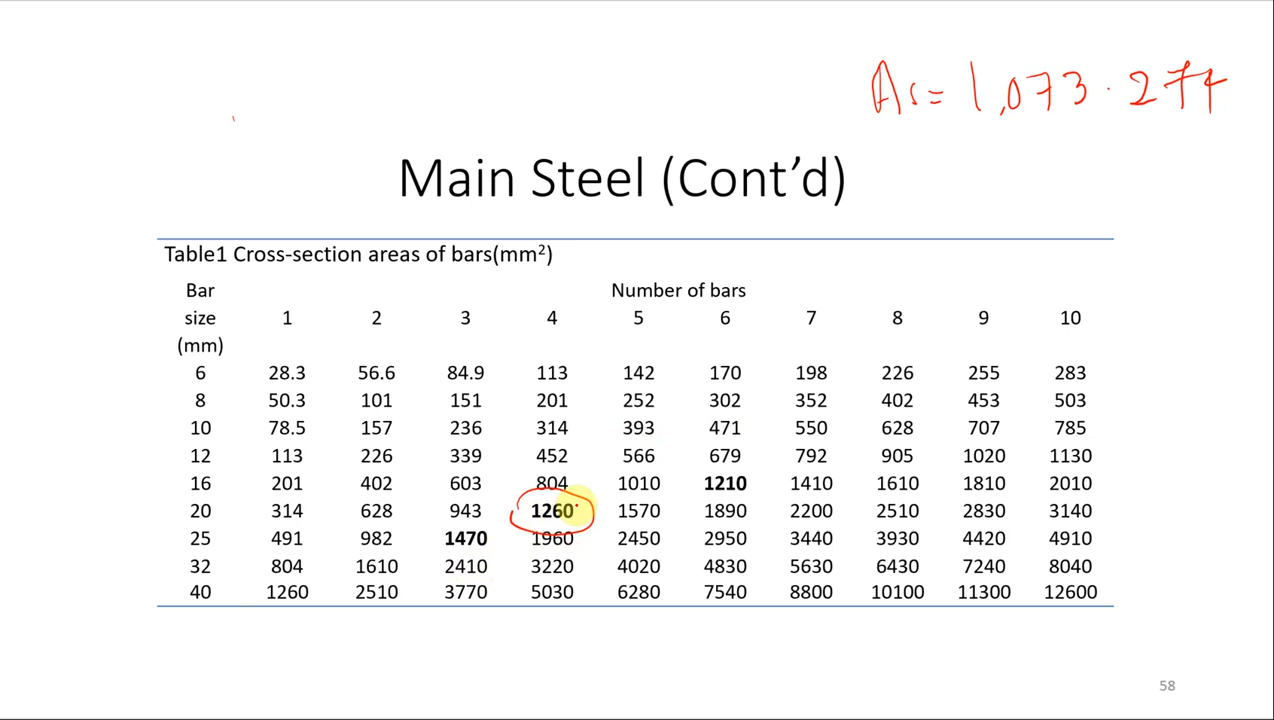 As = 1,073.274
Main Steel (Cont’d)
Table1 Cross-section areas of bars(mm²)
Bar size (mm) Number of bars
1 2 3 4 5 6 7 8 9 10
6 28.3 56.6 84.9 113 142 170 198 226 255 283
8 50.3 101 151 201 252 302 352 402 453 503
10 78.5 157 236 314 393 471 550 628 707 785
12 113 226 339 452 566 679 792 905 1020 1130
16 201 402 603 804 1010 1210 1410 1610 1810 2010
20 314 628 943 1260 1570 1890 2200 2510 2830 3140
25 491 982 1470 1960 2450 2950 3440 3930 4420 4910
32 804 1610 2410 3220 4020 4830 5630 6430 7240 8040
40 1260 2510 3770 5030 6280 7540 8800 10100 11300 12600
58